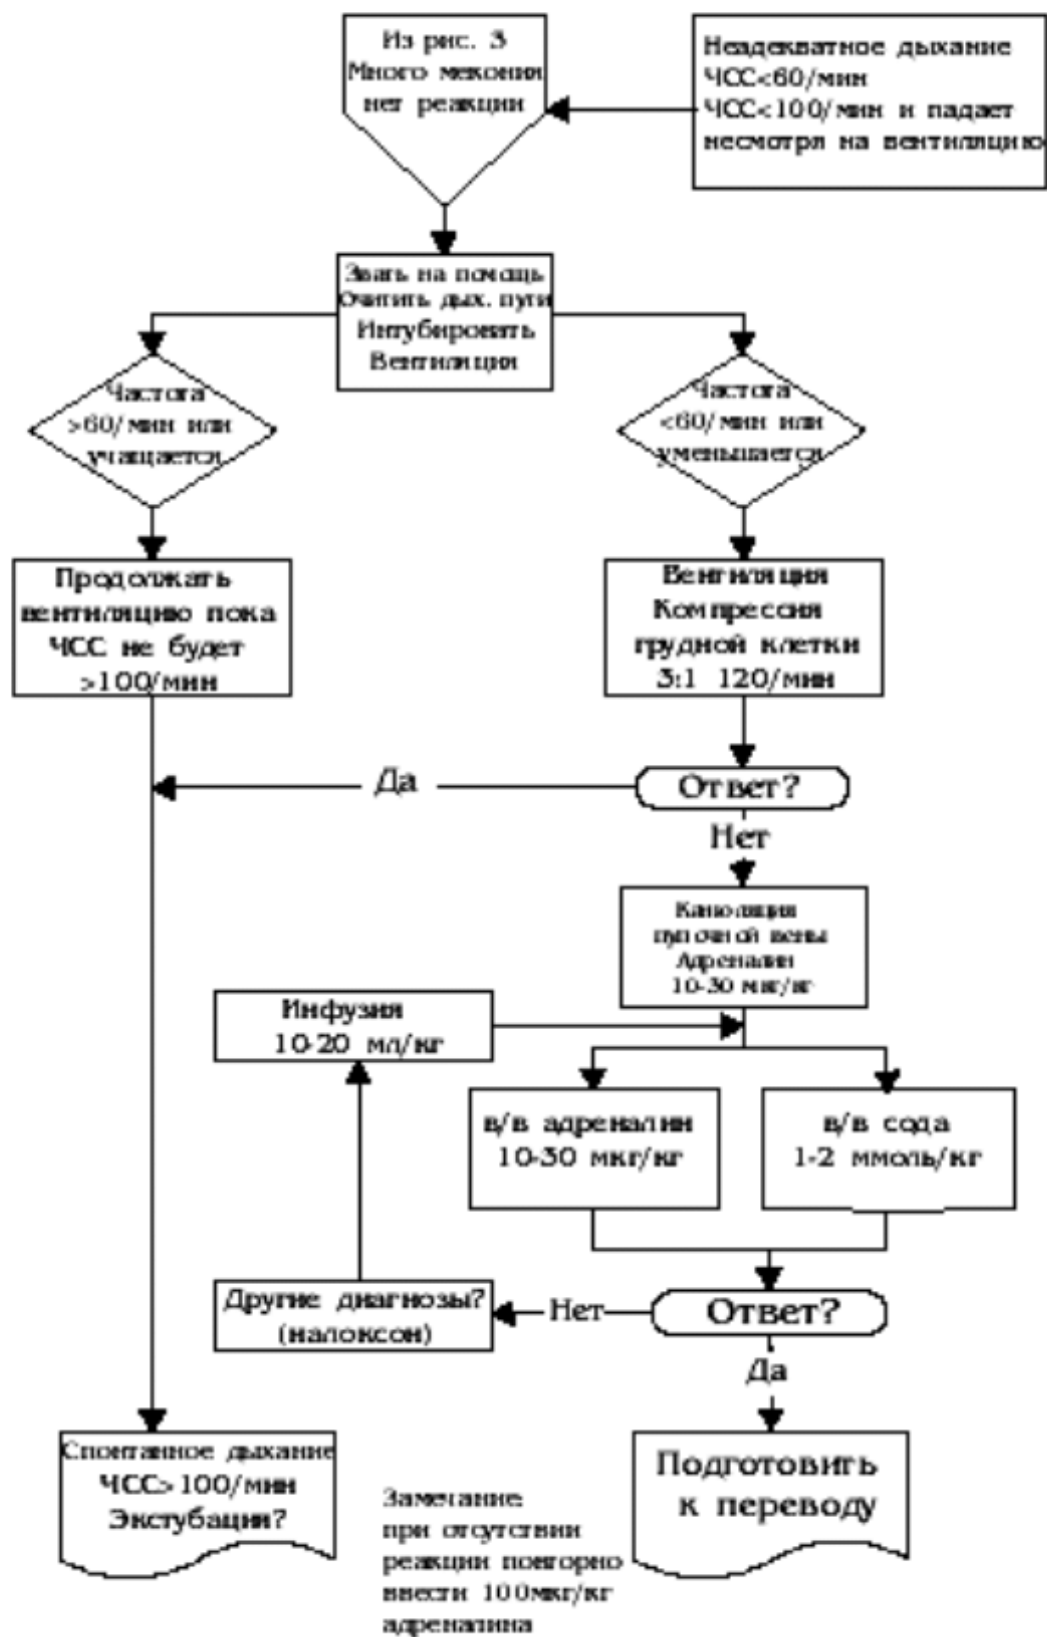 Из рис. 3
Много мекония
нет реакции
Неадекватное дыхание
ЧСС<60/мин
ЧСС<100/мин и падает
несмотря на вентиляцию
Звать на помощь
Очитить дых. пути
Интубировать
Вентиляция
Частота
>60/мин или
учащается
Частота
<60/мин или
уменьшается
Продолжать
вентиляцию пока
ЧСС не будет
>100/мин
Вентиляция
Компрессия
грудной клетки
3:1 120/мин
Да
Ответ?
Нет
Канюляция
пупочной вены
Адреналин
10-30 мкг/кг
Инфузия
10-20 мл/кг
в/в адреналин
10-30 мкг/кг
в/в сода
1-2 ммоль/кг
Другие диагнозы?
(налоксон)
Нет
Ответ?
Да
Спонтанное дыхание
ЧСС>100/мин
Экстубация?
Замечание:
при отсутствии
реакции повторно
ввести 100мкг/кг
адреналина
Подготовить
к переводу